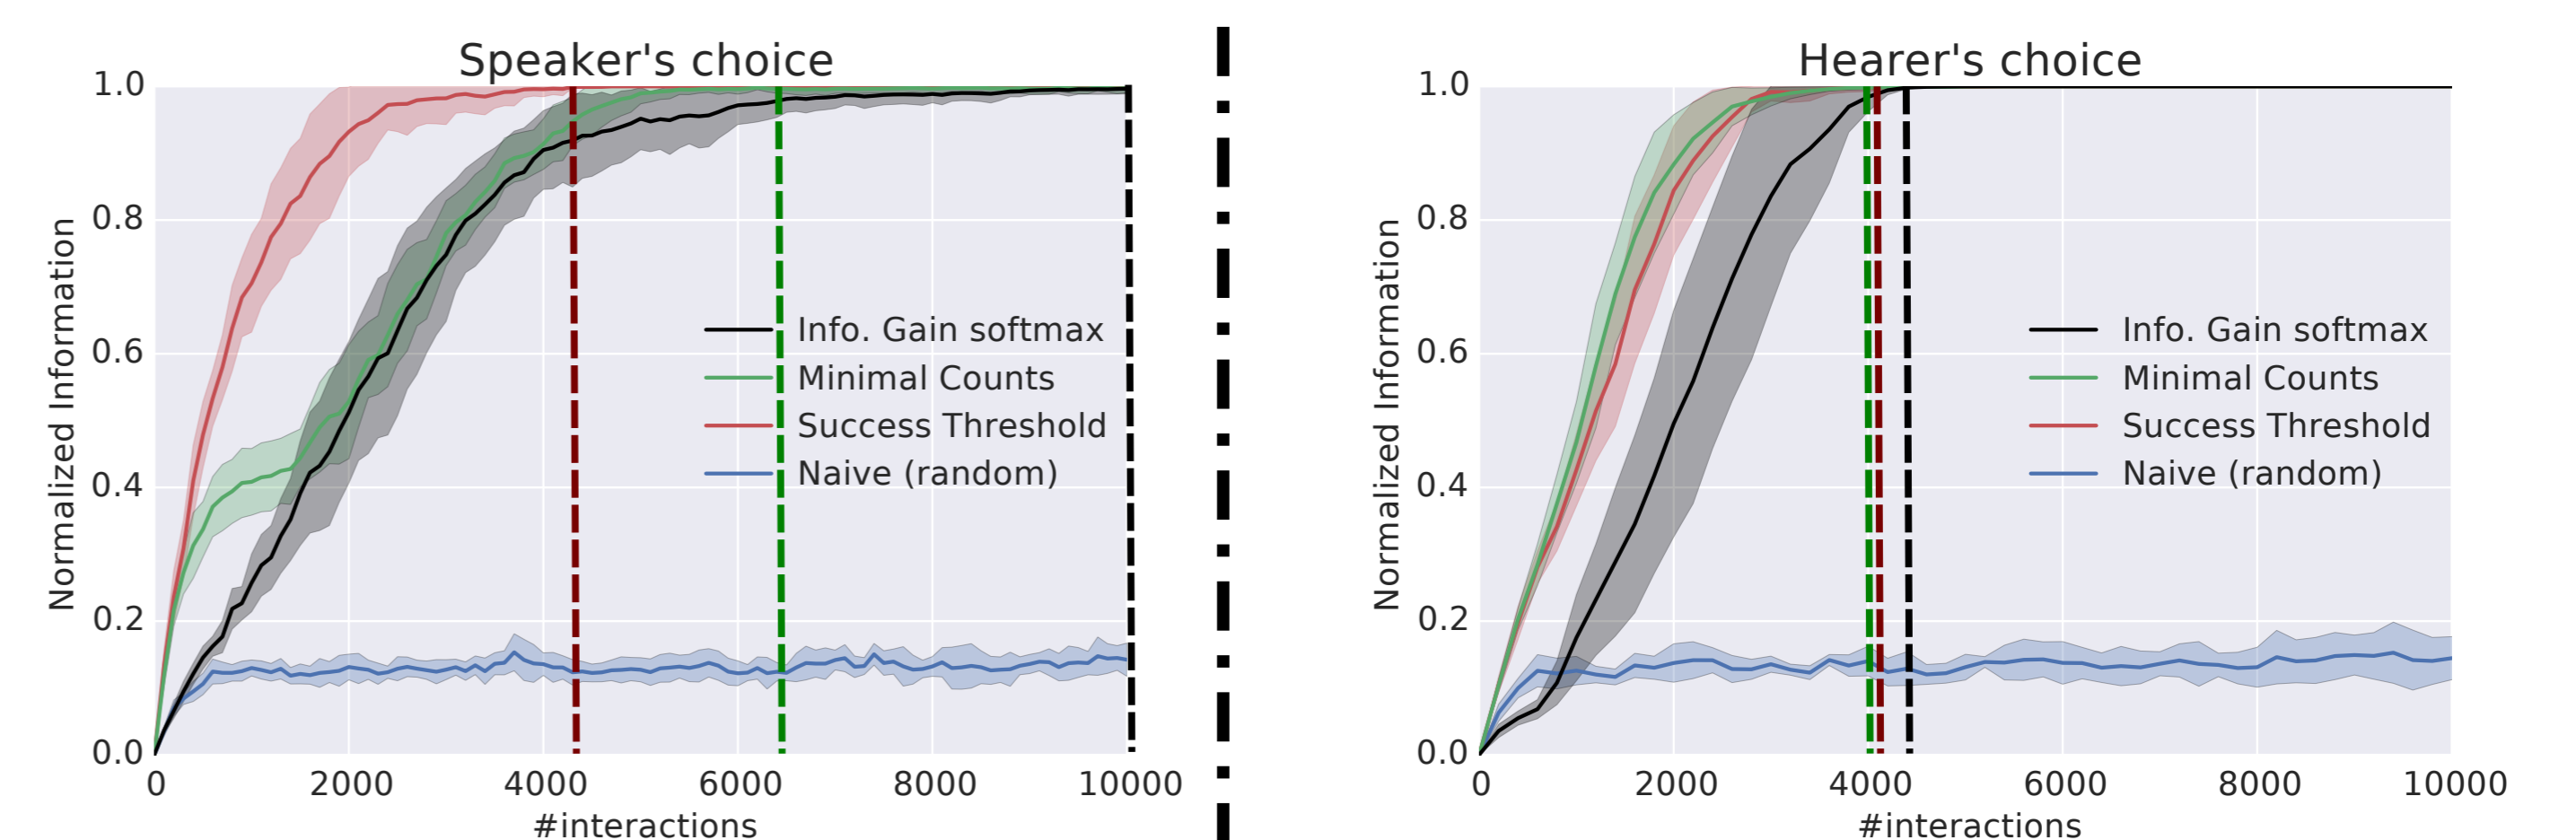 Speaker's choice
1.0
0.8
0.6
0.4
0.2
0.0
Normalized Information
Info. Gain softmax
Minimal Counts
Success Threshold
Naive (random)
0 2000 4000 6000 8000 10000
#interactions
Hearer's choice
1.0
0.8
0.6
0.4
0.2
0.0
Normalized Information
Info. Gain softmax
Minimal Counts
Success Threshold
Naive (random)
0 2000 4000 6000 8000 10000
#interactions